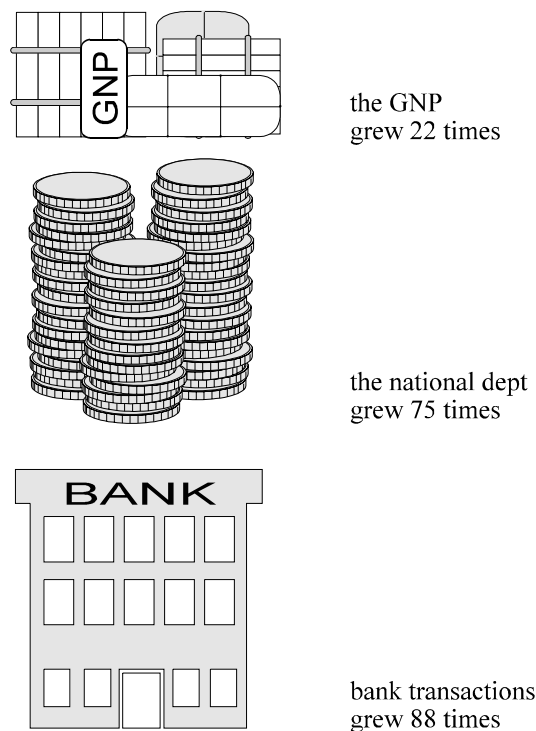 GNP
the GNP
grew 22 times
the national dept
grew 75 times
BANK
bank transactions
grew 88 times